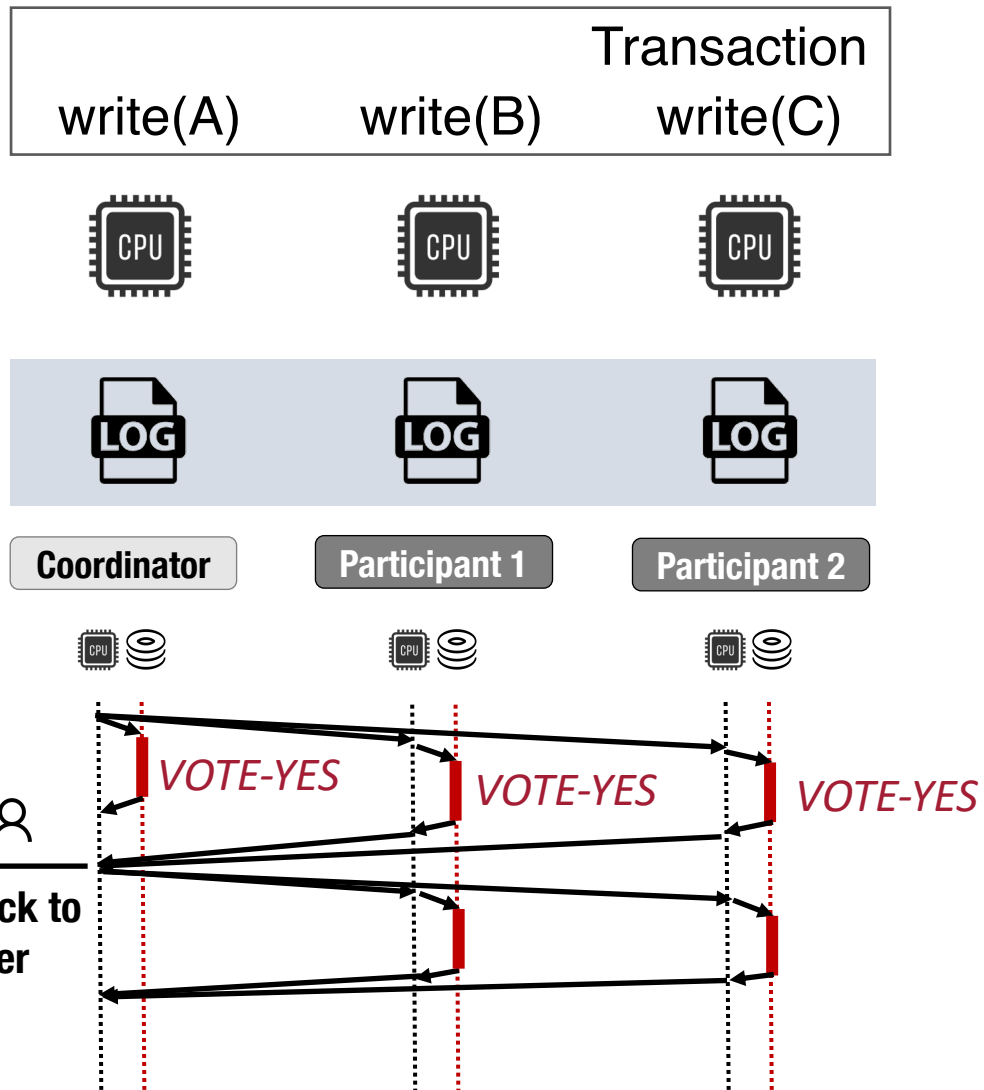 Transaction
write(A) write(B) write(C)
CPU CPU CPU
LOG LOG LOG
Coordinator Participant 1 Participant 2
CPU CPU CPU
VOTE-YES VOTE-YES VOTE-YES
ck to
er